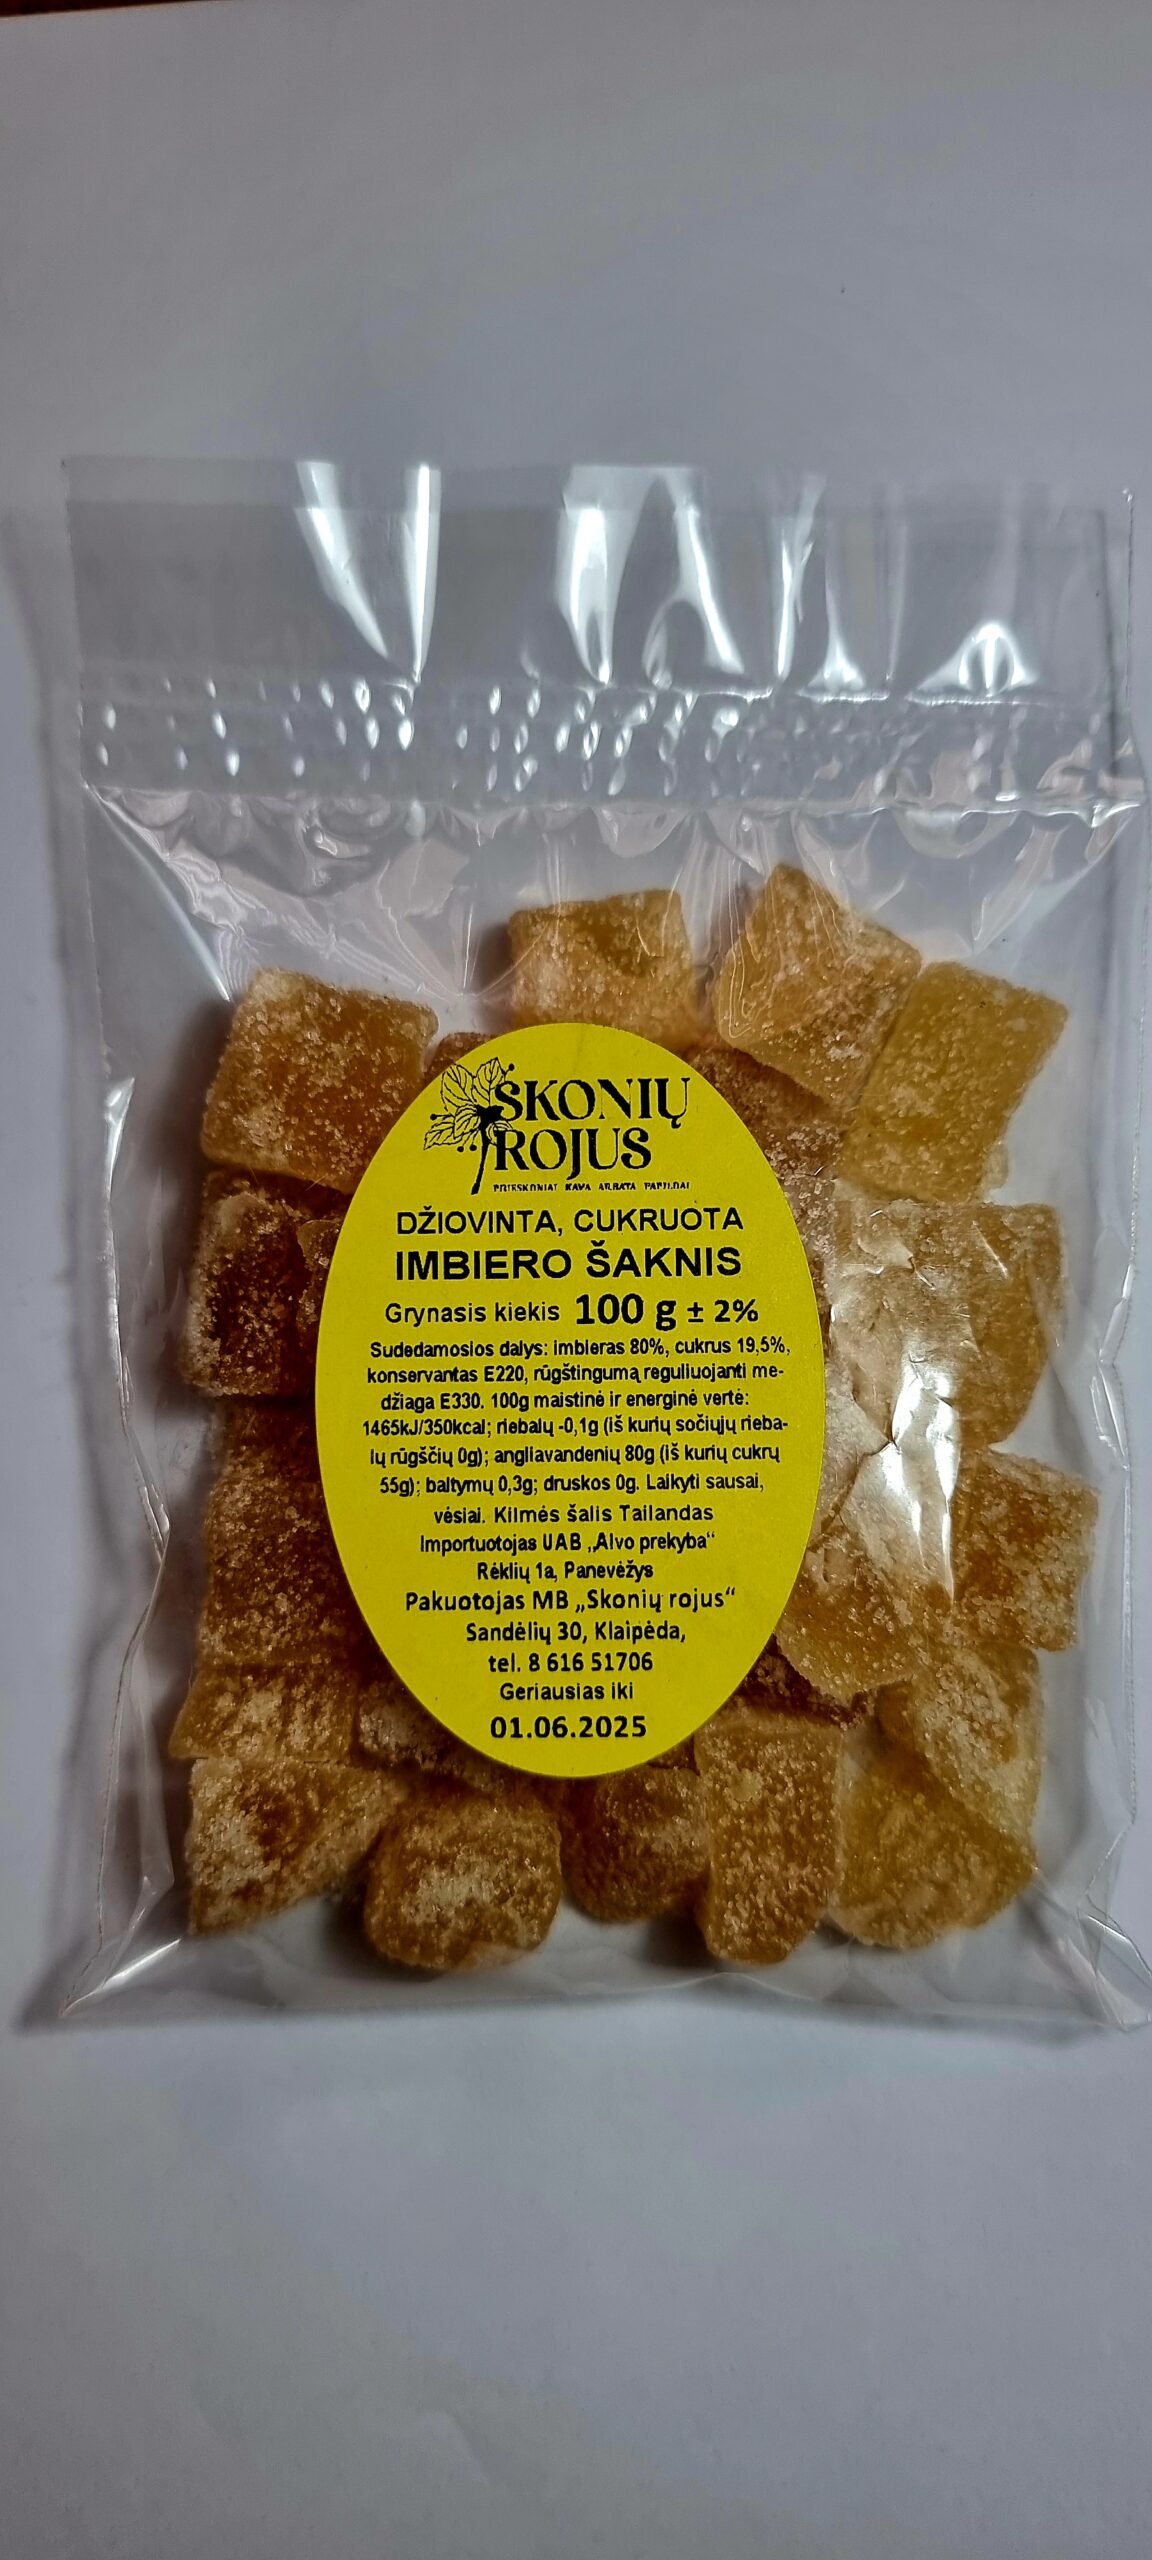 SKONIŲ
ROJUS
PRIESKONIAI KAVA ARBATA PAPILDAI
DŽIOVINTA, CUKRUOTA
IMBIERO ŠAKNIS
Grynasis kiekis 100 g ± 2%
Sudedamosios dalys: imbieras 80%, cukrus 19,5%,
konservantas E220, rūgštingumą reguliuojanti me-
džiaga E330. 100g maistinė ir energinė vertė:
1465kJ/350kcal; riebalų -0,1g (iš kurių sočiųjų rieba-
lų rūgščių 0g); angliavandenių 80g (iš kurių cukrų
55g); baltymų 0,3g; druskos 0g. Laikyti sausai,
vėsiai. Kilmės šalis Tailandas
Importuotojas UAB „Alvo prekyba“
Rėklių 1a, Panevėžys
Pakuotojas MB „Skonių rojus“
Sandėlių 30, Klaipėda,
tel. 8 616 51706
Geriausias iki
01.06.2025